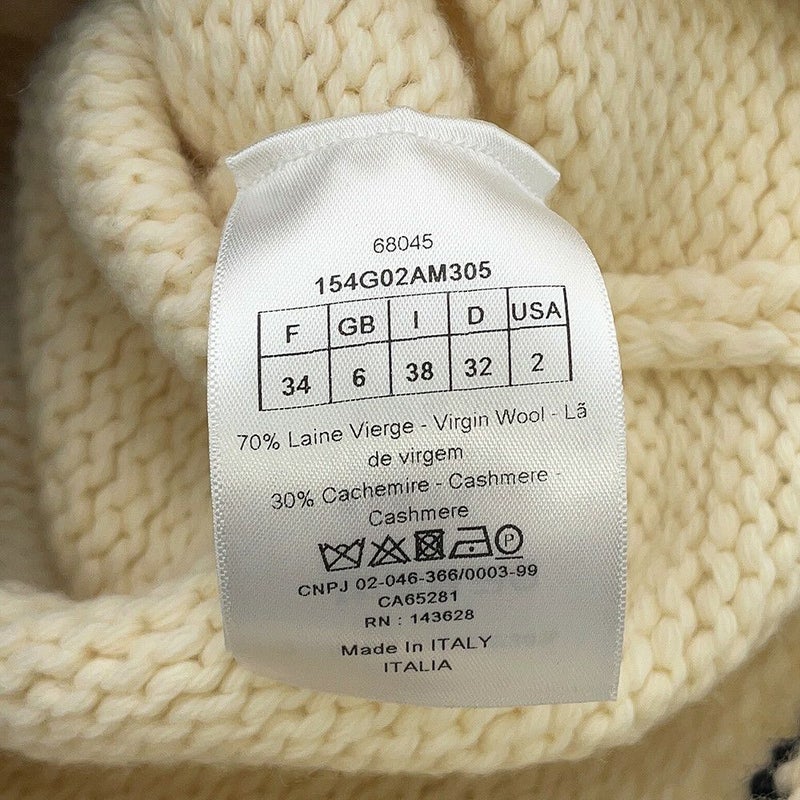 68045
154G02AM305
F GB I D USA
34 6 38 32 2
70% Laine Vierge - Virgin Wool - Lã
de virgem
30% Cachemire - Cashmere -
Cashmere
P
CNPJ 02-046-366/0003-99
CA65281
RN : 143628
Made In ITALY
ITALIA